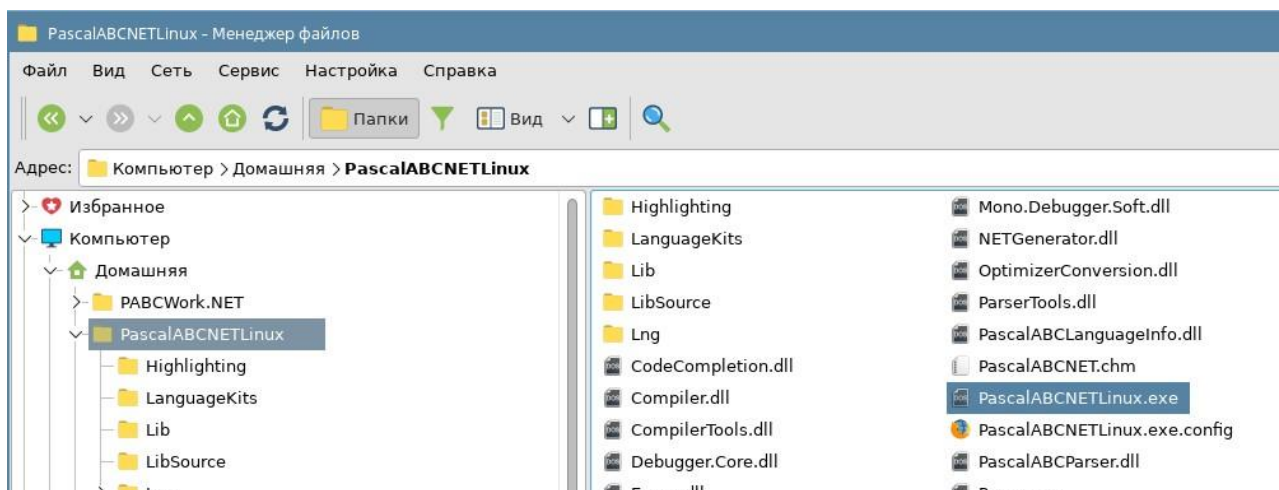 PascalABCNETLinux - Менеджер файлов
Файл Вид Сеть Сервис Настройка Справка
Папки Вид
Адрес: Компьютер Домашняя PascalABCNETLinux
Избранное
Компьютер
Домашняя
PABCWork.NET
PascalABCNETLinux
Highlighting
LanguageKits
Lib
LibSource
Highlighting
LanguageKits
Lib
LibSource
Lng
CodeCompletion.dll
Compiler.dll
CompilerTools.dll
Debugger.Core.dll
Mono.Debugger.Soft.dll
NETGenerator.dll
OptimizerConversion.dll
ParserTools.dll
PascalABCLanguageInfo.dll
PascalABCNET.chm
PascalABCNETLinux.exe
PascalABCNETLinux.exe.config
PascalABCParser.dll